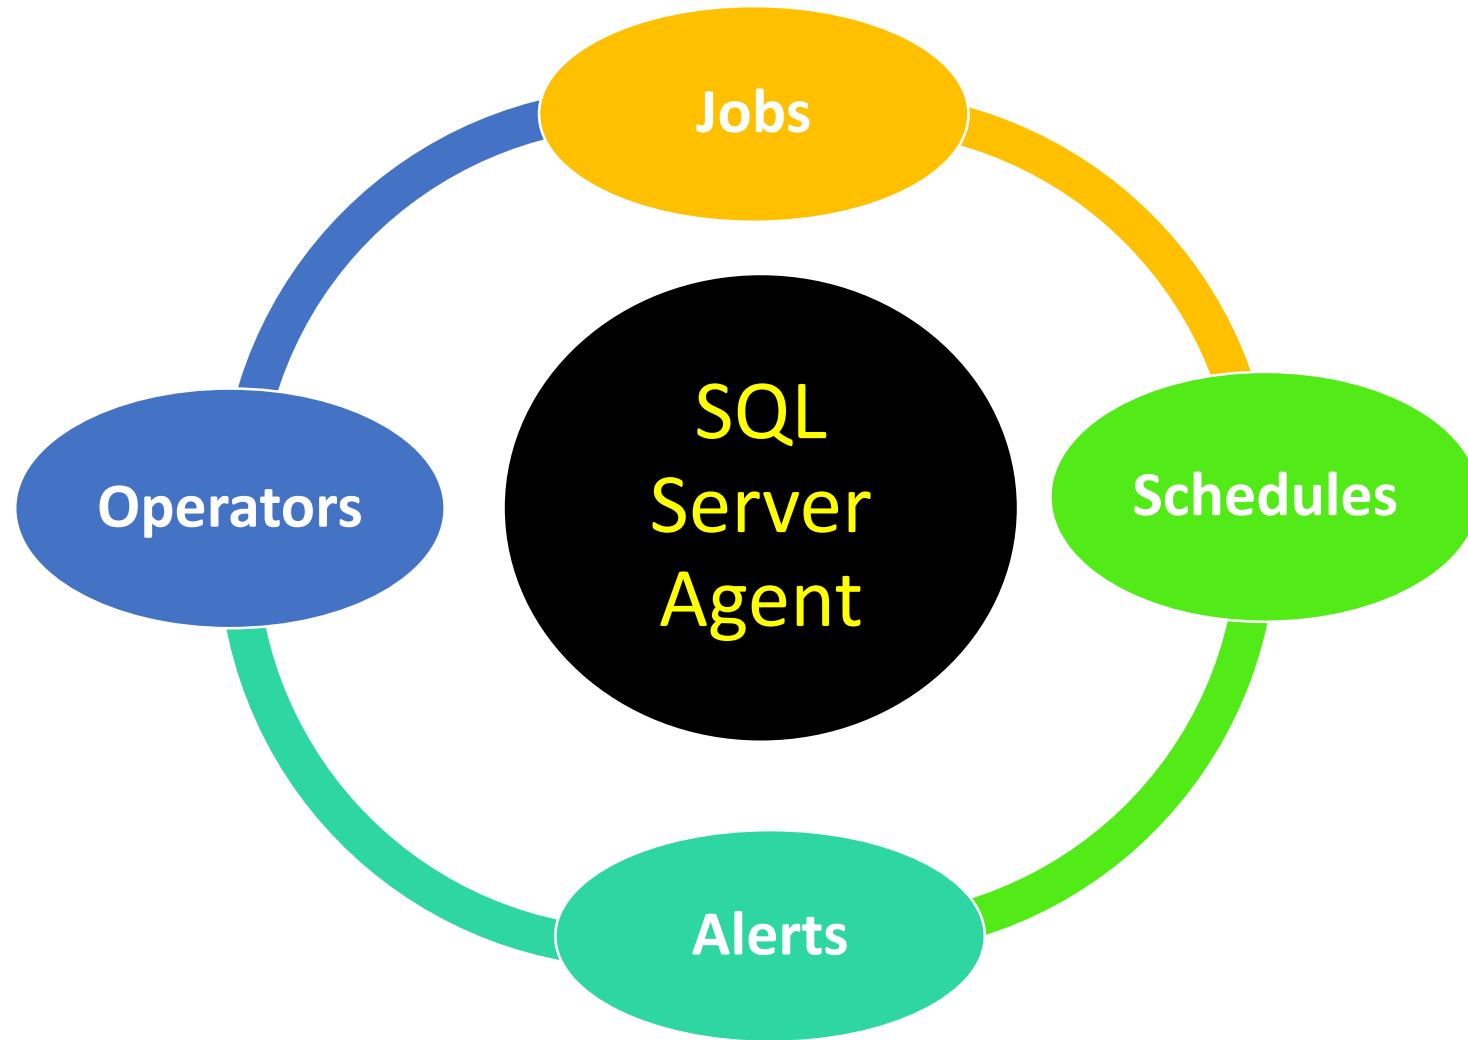 Jobs
Operators
SQL
Server
Agent
Schedules
Alerts